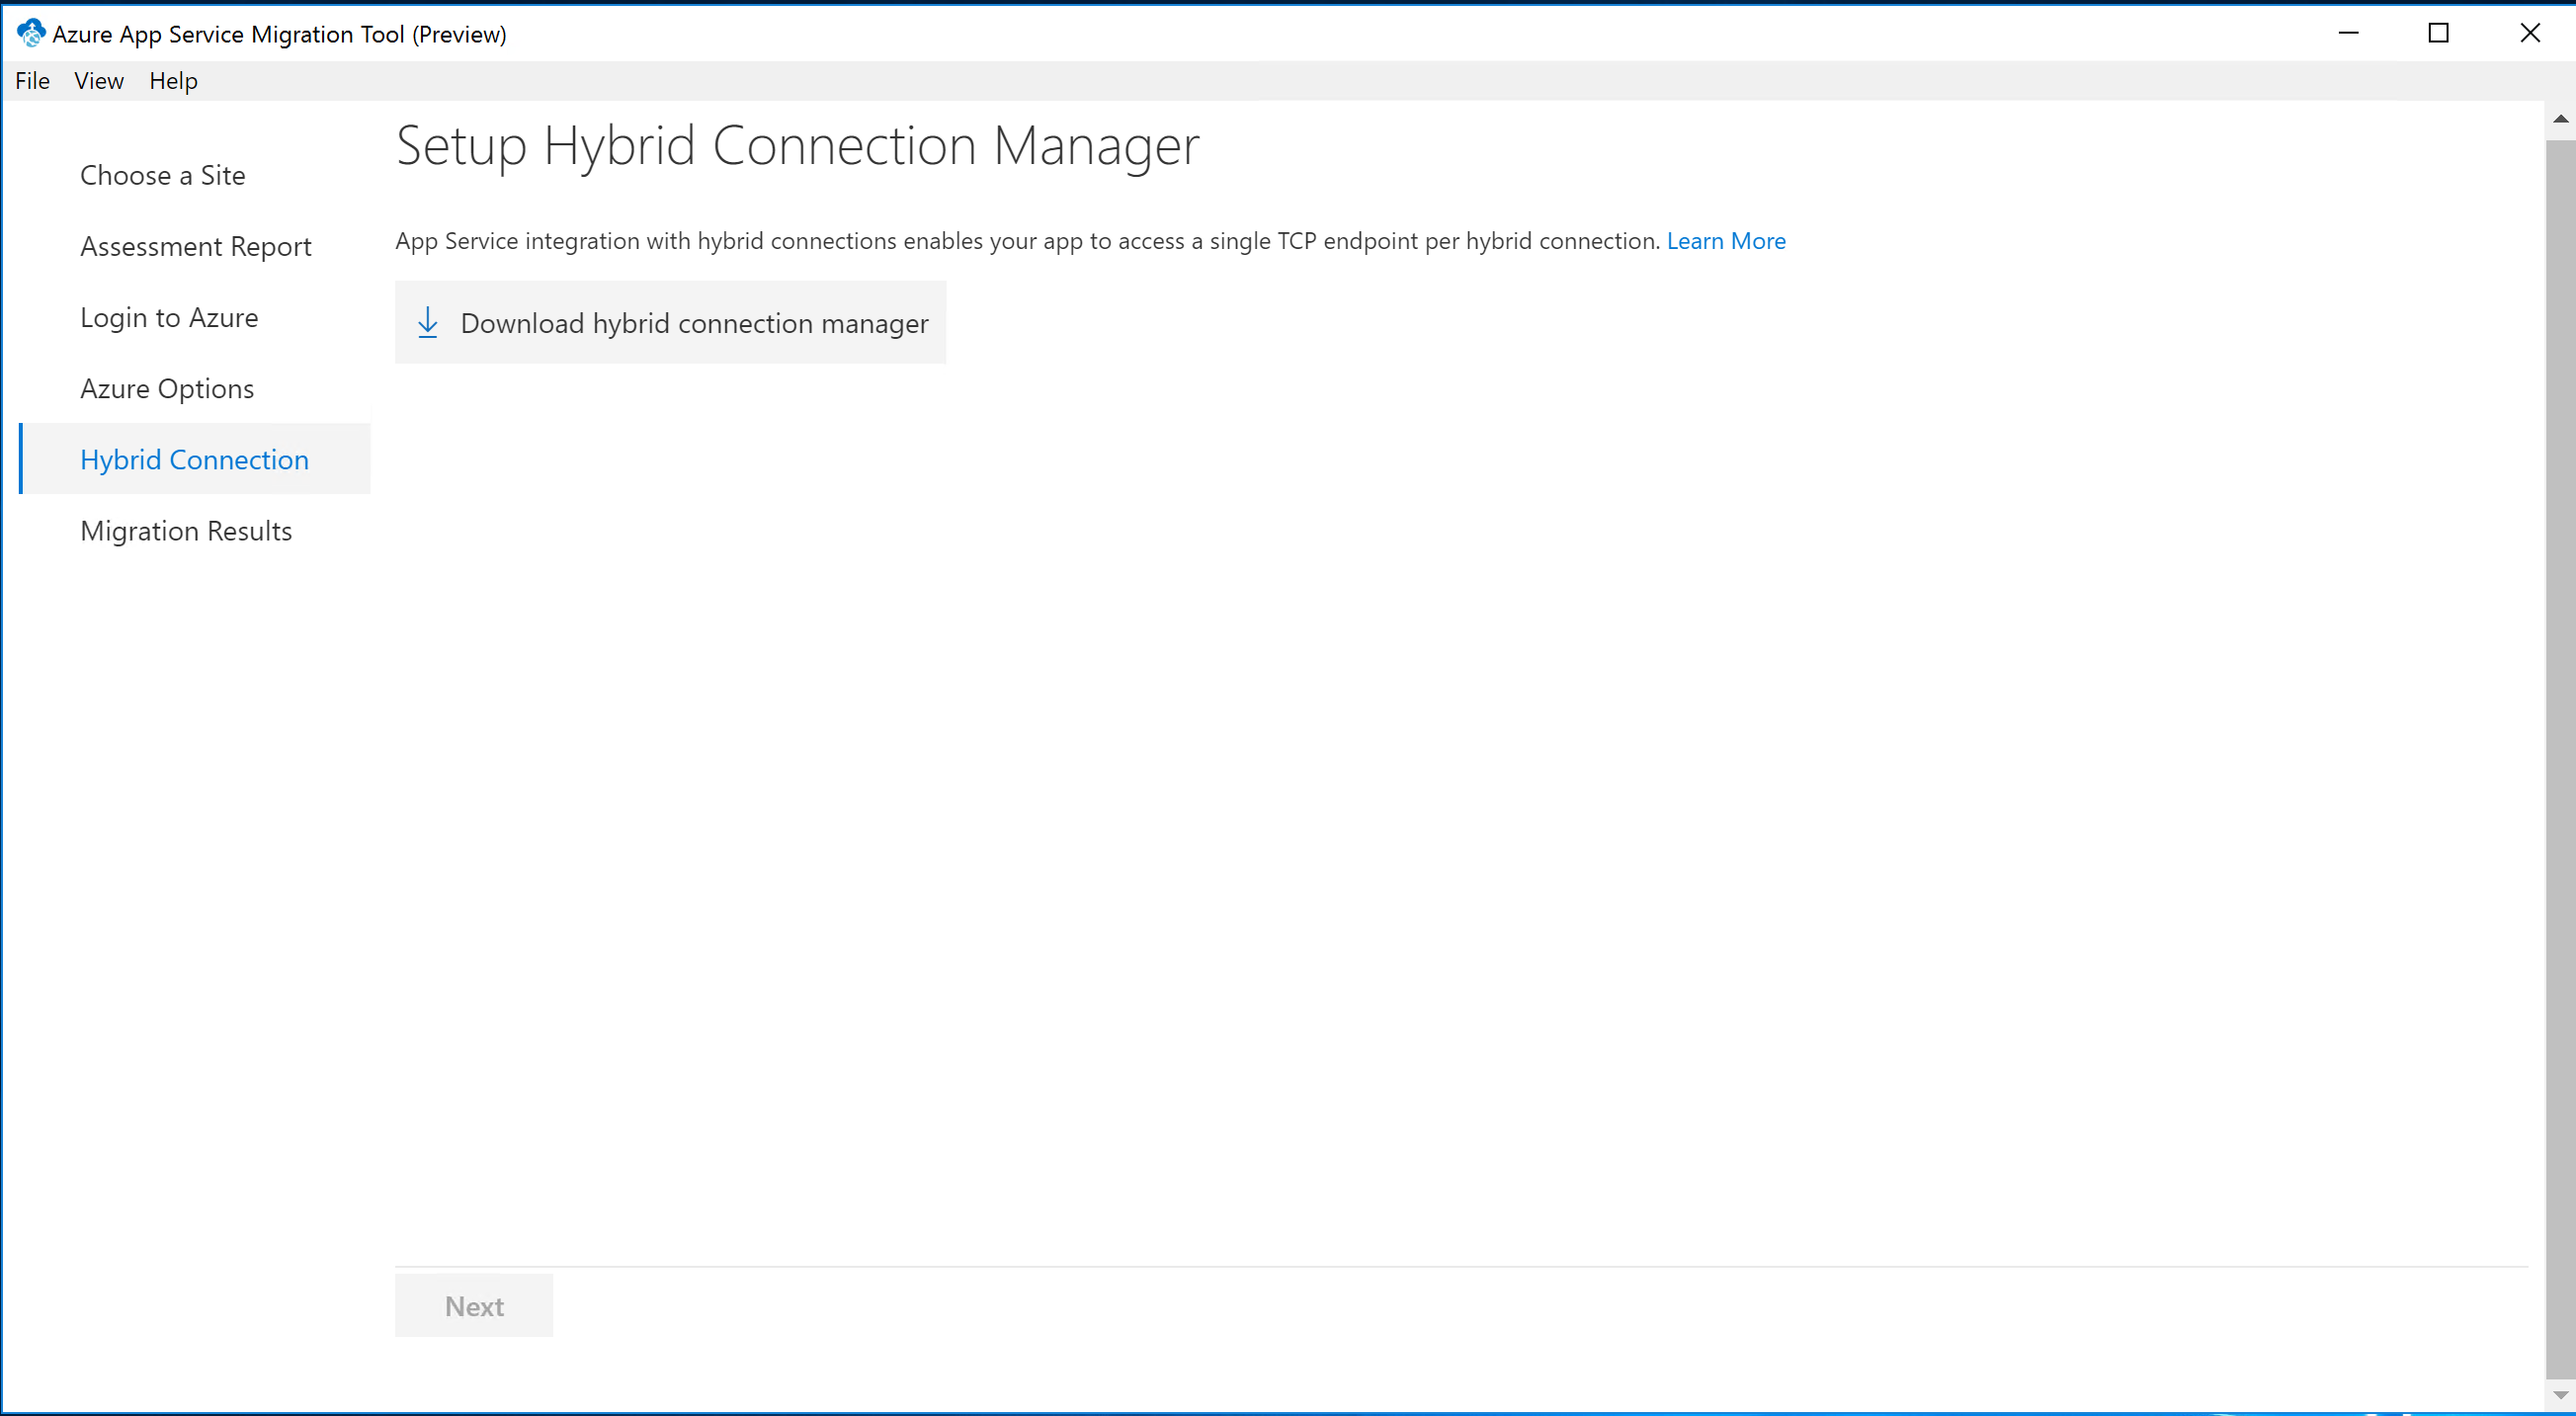 Azure App Service Migration Tool (Preview)
File View Help
Choose a Site
Assessment Report
Login to Azure
Azure Options
Hybrid Connection
Migration Results
Setup Hybrid Connection Manager
App Service integration with hybrid connections enables your app to access a single TCP endpoint per hybrid connection. Learn More
Download hybrid connection manager
Next